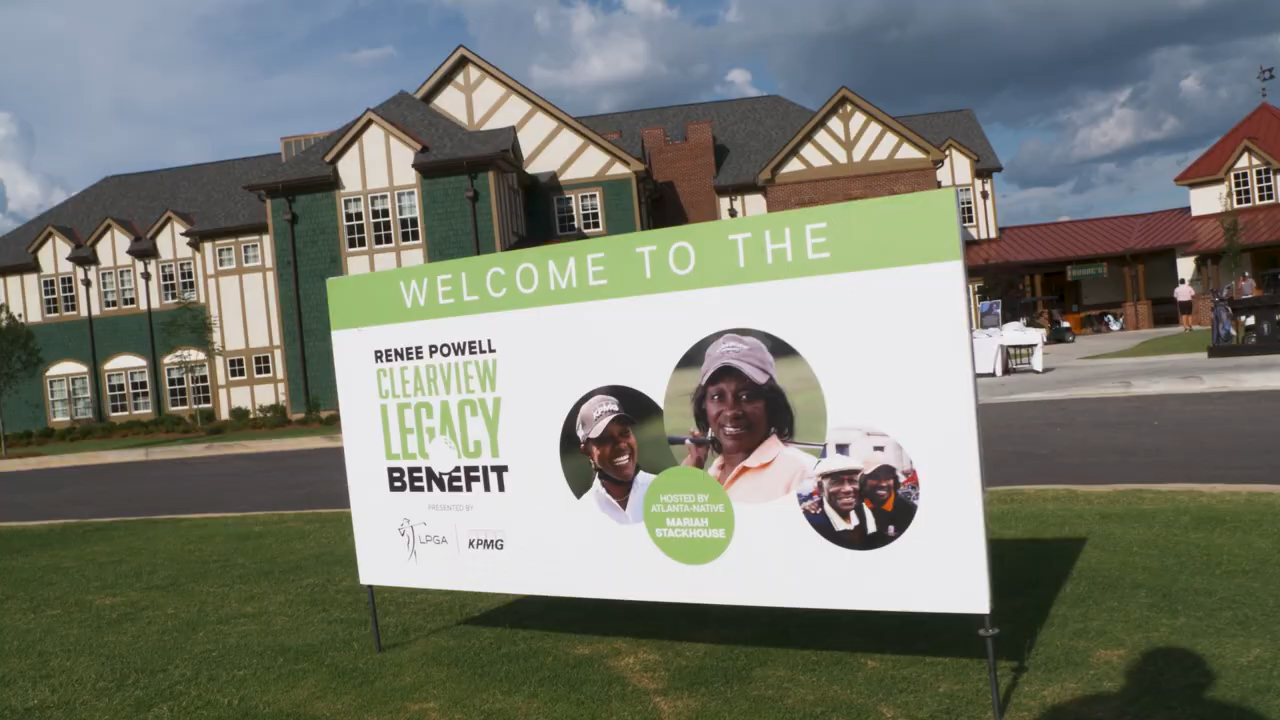 WELCOME TO THE
RENEE POWELL
CLEARVIEW
LEGACY
BENEFIT
PRESENTED BY
LPGA
KPMG
HOSTED BY
ATLANTA-NATIVE
MARIAH
STACKHOUSE